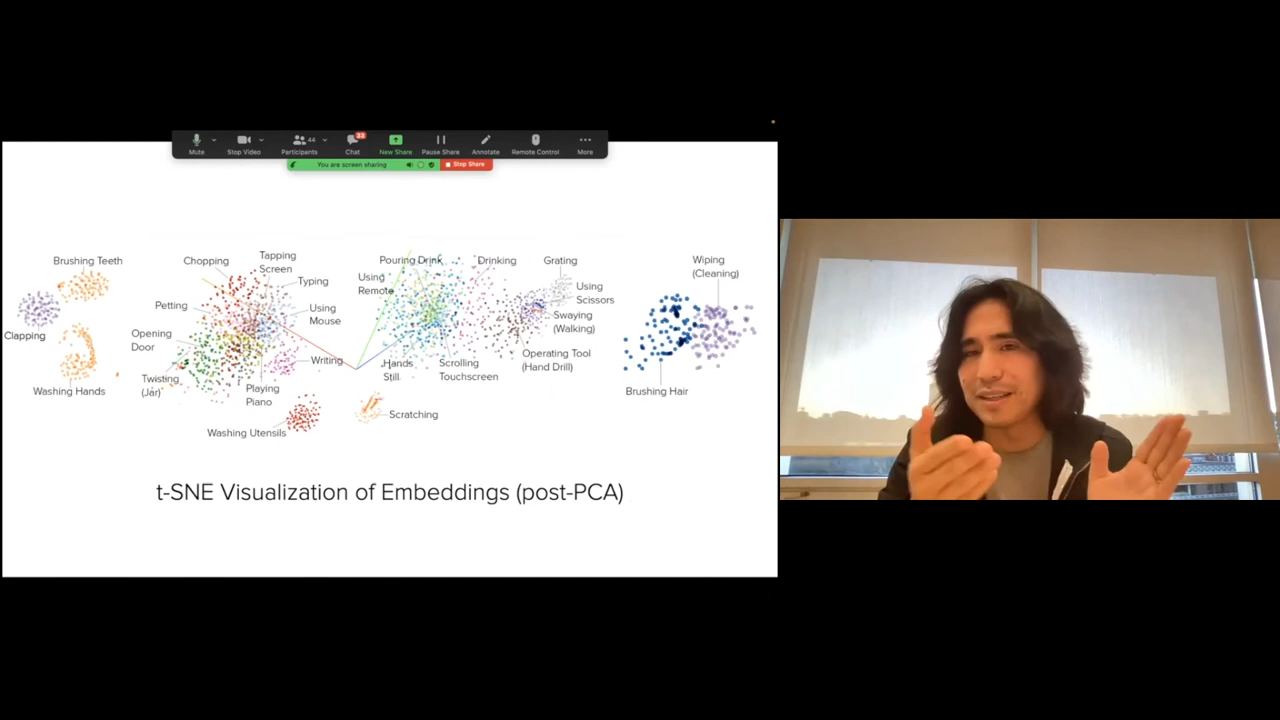 44
33
Mute
Stop Video
Participants
Chat
New Share
Pause Share
Annotate
Remote Control
More
You are screen sharing
Stop Share
Brushing Teeth
Clapping
Washing Hands
Chopping
Tapping
Screen
Typing
Petting
Using
Mouse
Opening
Door
Writing
Twisting
(Jar)
Playing
Piano
Washing Utensils
Pouring Drink
Drinking
Using
Remote
Grating
Using
Scissors
Swaying
(Walking)
Hands
Still
Scrolling
Touchscreen
Operating Tool
(Hand Drill)
Scratching
Wiping
(Cleaning)
Brushing Hair
t-SNE Visualization of Embeddings (post-PCA)